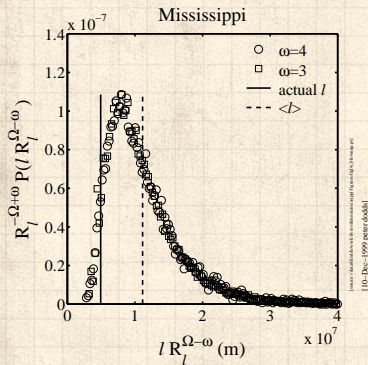 Mississippi
x 10⁻⁷
1.4
1.2
1
0.8
0.6
0.4
0.2
0
R_l^{-Ω+ω} P(l R_l^{Ω-ω})
ω=4
ω=3
actual l
<l>
0 1 2 3 4
x 10⁷
l R_l^{Ω-ω} (m)
110-Dec-1999 peter dodds]